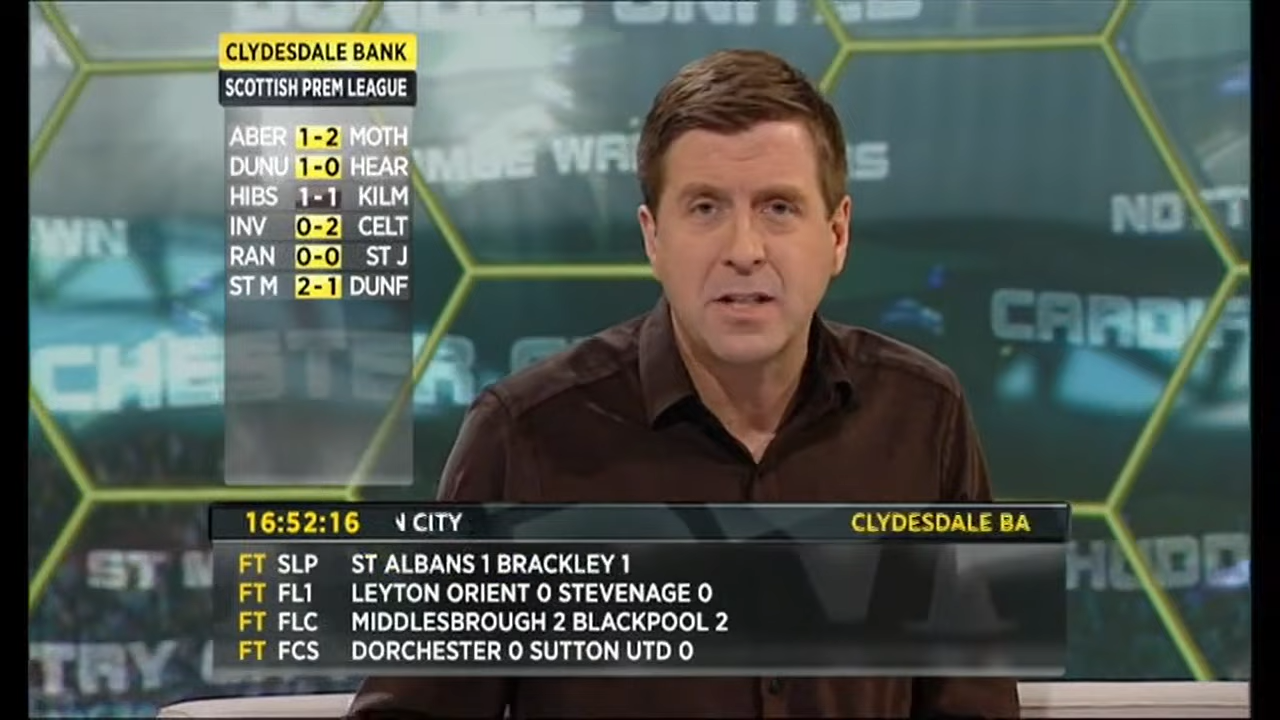 DUNDEE UNITED
CLYDESDALE BANK
SCOTTISH PREM LEAGUE
ABER 1-2 MOTH
DUNU 1-0 HEAR
HIBS 1-1 KILM
INV 0-2 CELT
RAN 0-0 ST J
ST M 2-1 DUNF
16:52:16 N CITY CLYDESDALE BA
FT SLP ST ALBANS 1 BRACKLEY 1
FT FL1 LEYTON ORIENT 0 STEVENAGE 0
FT FLC MIDDLESBROUGH 2 BLACKPOOL 2
FT FCS DORCHESTER 0 SUTTON UTD 0